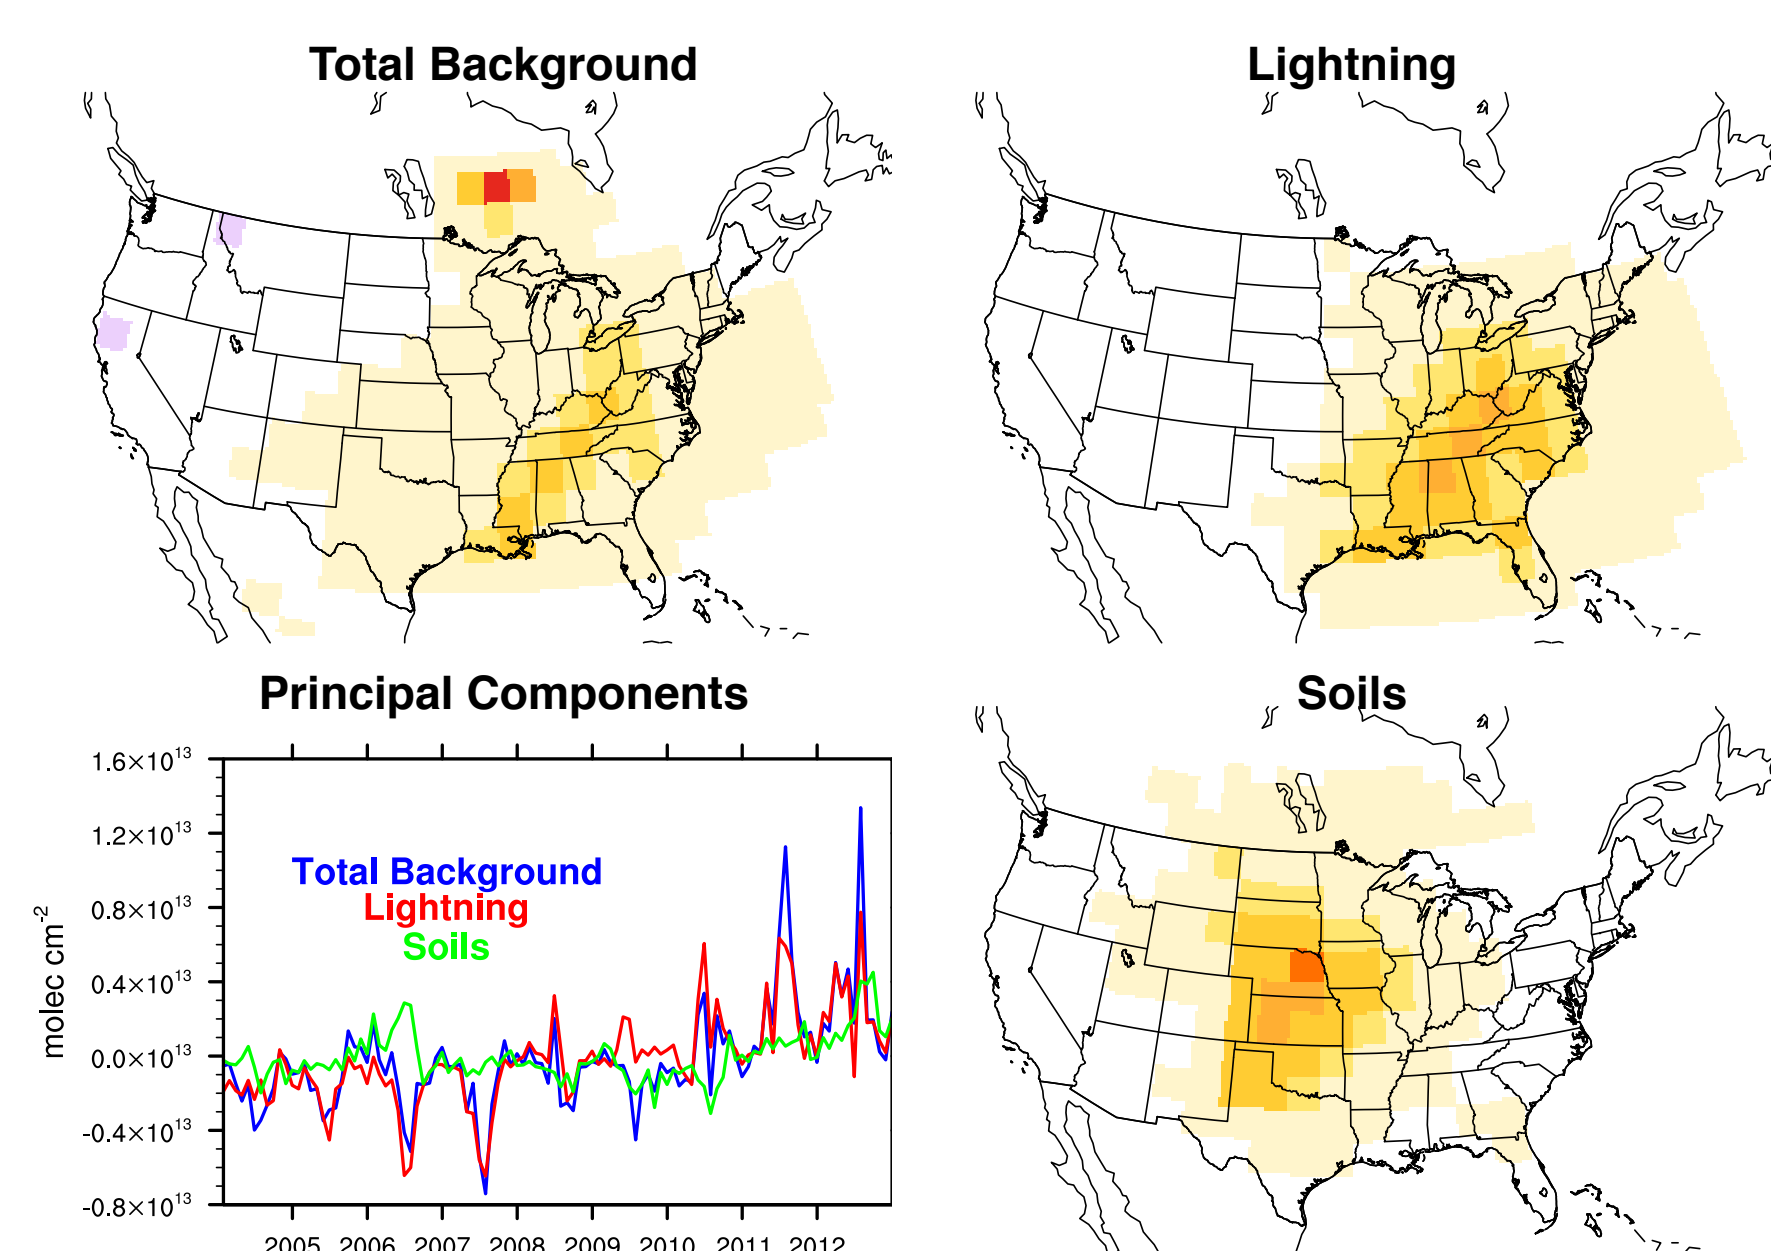 Total Background
Lightning
Principal Components
Soils
1.6×10¹³
1.2×10¹³
0.8×10¹³
0.4×10¹³
0.0×10¹³
-0.4×10¹³
-0.8×10¹³
molec cm⁻²
Total Background
Lightning
Soils
2005 2006 2007 2008 2009 2010 2011 2012